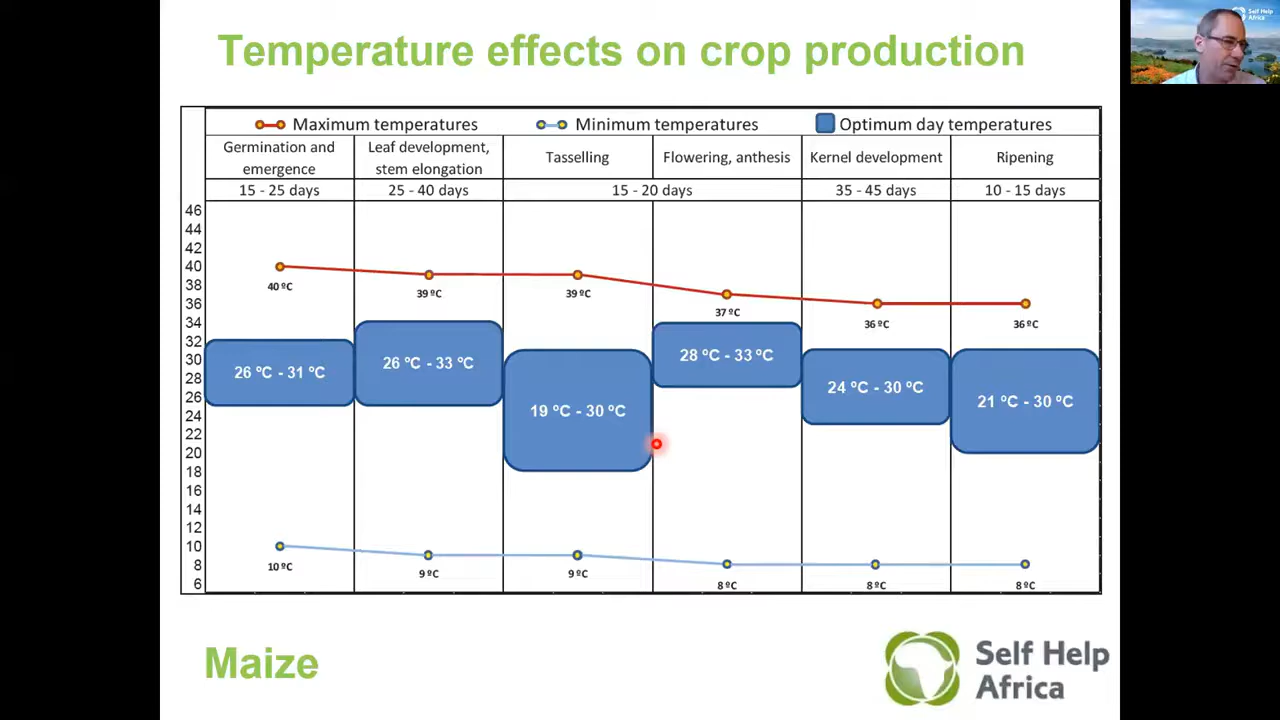 Temperature effects on crop production
Self Help
Africa
Maximum temperatures
Minimum temperatures
Optimum day temperatures
Germination and
emergence
Leaf development,
stem elongation
Tasselling
Flowering, anthesis
Kernel development
Ripening
15 - 25 days
25 - 40 days
15 - 20 days
35 - 45 days
10 - 15 days
46
44
42
40
38
36
34
32
30
28
26
24
22
20
18
16
14
12
10
8
6
40 ºC
39 ºC
39 ºC
37 ºC
36 ºC
36 ºC
26 ºC - 31 ºC
26 ºC - 33 ºC
19 ºC - 30 ºC
28 ºC - 33 ºC
24 ºC - 30 ºC
21 ºC - 30 ºC
10 ºC
9 ºC
9 ºC
8 ºC
8 ºC
8 ºC
Maize
Self Help
Africa